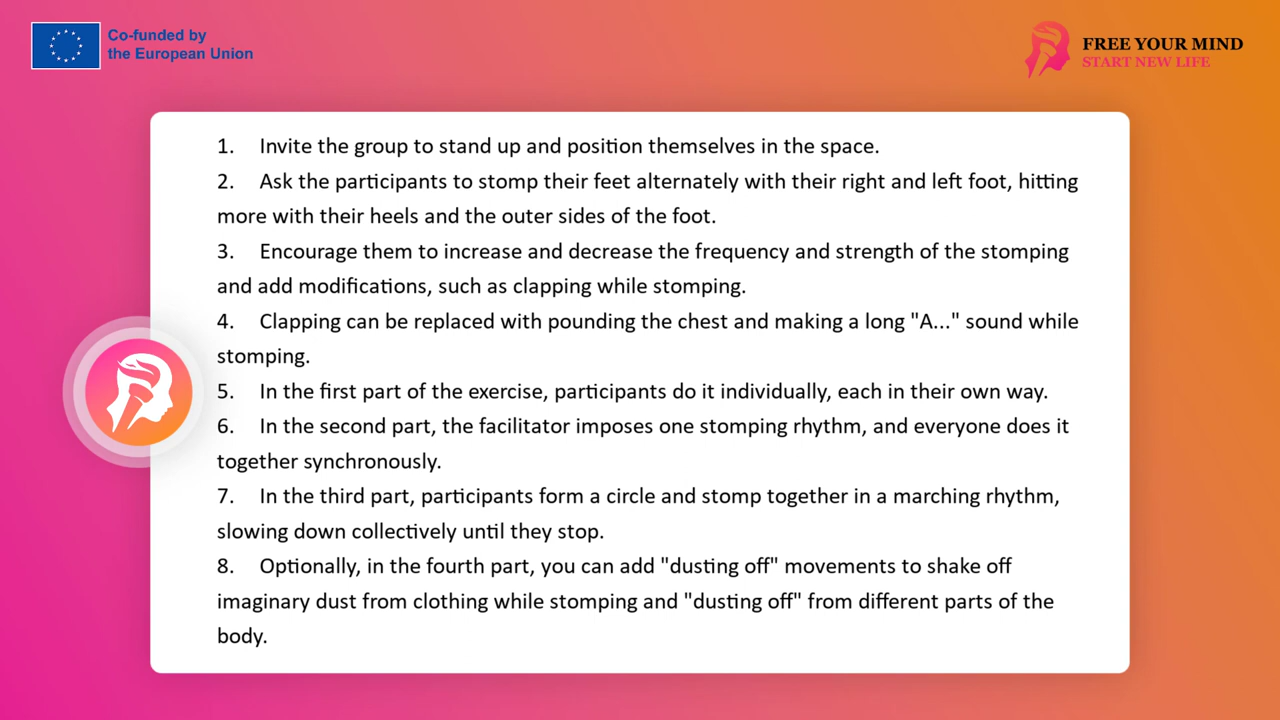 Co-funded by
the European Union
FREE YOUR MIND
START NEW LIFE
1. Invite the group to stand up and position themselves in the space.
2. Ask the participants to stomp their feet alternately with their right and left foot, hitting
more with their heels and the outer sides of the foot.
3. Encourage them to increase and decrease the frequency and strength of the stomping
and add modifications, such as clapping while stomping.
4. Clapping can be replaced with pounding the chest and making a long "A..." sound while
stomping.
5. In the first part of the exercise, participants do it individually, each in their own way.
6. In the second part, the facilitator imposes one stomping rhythm, and everyone does it
together synchronously.
7. In the third part, participants form a circle and stomp together in a marching rhythm,
slowing down collectively until they stop.
8. Optionally, in the fourth part, you can add "dusting off" movements to shake off
imaginary dust from clothing while stomping and "dusting off" from different parts of the
body.